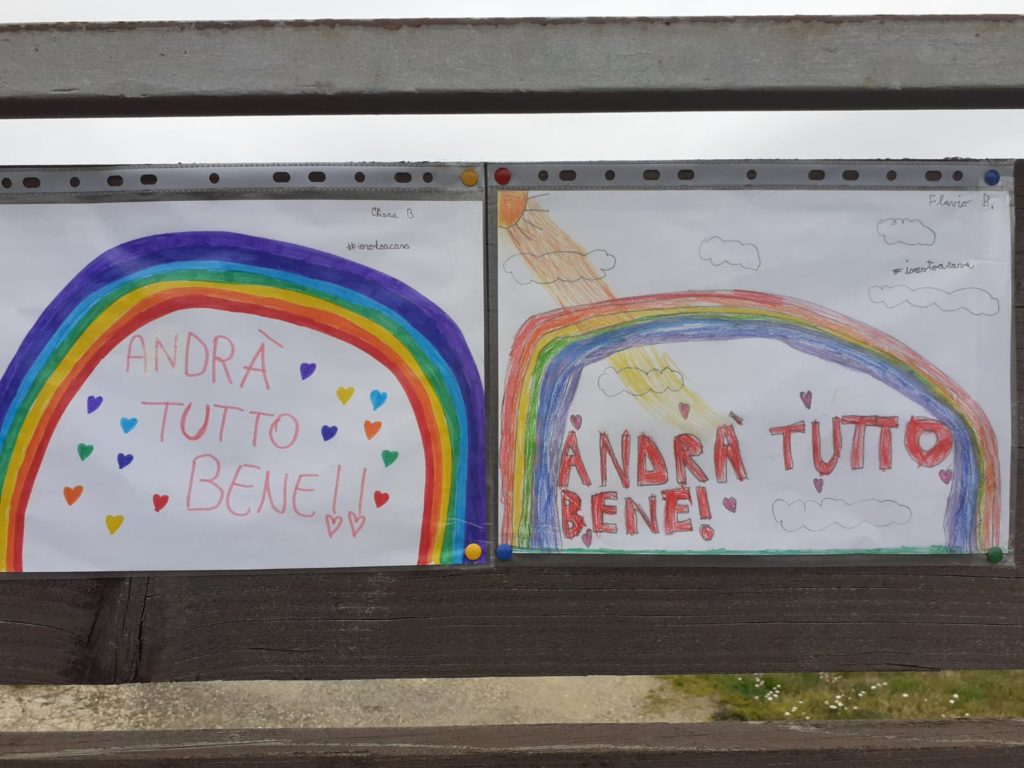 Chiara B
#iorestoacasa
ANDRÀ
TUTTO
BENE!!
Flavio B.
#iorestoacasa
ANDRÀ TUTTO
BENE!